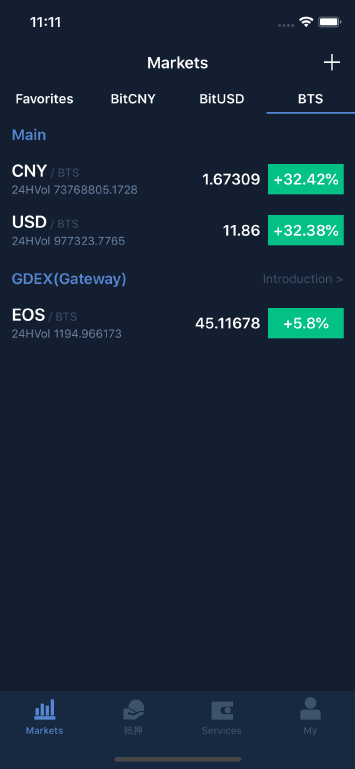 11:11
Markets
Favorites BitCNY BitUSD BTS
Main
CNY / BTS 1.67309 +32.42%
24HVol 73768805.1728
USD / BTS 11.86 +32.38%
24HVol 977323.7765
GDEX(Gateway) Introduction >
EOS / BTS 45.11678 +5.8%
24HVol 1194.966173
Markets 抵押 Services My